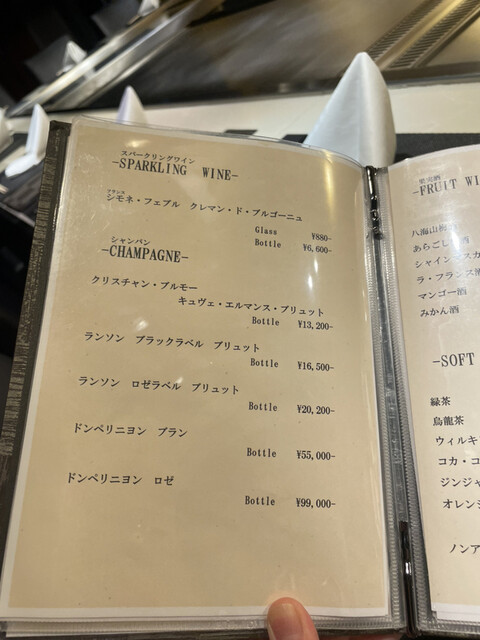 スパークリングワイン
-SPARKLING WINE-
フランス
シモネ・フェブル クレマン・ド・ブルゴーニュ
Glass ¥880-
Bottle ¥6,600-
シャンパン
-CHAMPAGNE-
クリスチャン・ブルモー
キュヴェ・エルマンス・ブリュット
Bottle ¥13,200-
ランソン ブラックラベル ブリュット
Bottle ¥16,500-
ランソン ロゼラベル ブリュット
Bottle ¥20,200-
ドンペリニヨン ブラン
Bottle ¥55,000-
ドンペリニヨン ロゼ
Bottle ¥99,000-
果実酒
-FRUIT WI
八海山梅酒
あらごし 酒
シャインマスカ
ラ・フランス酒
マンゴー酒
みかん酒
-SOFT
緑茶
烏龍茶
ウィルキ
コカ・コ
ジンジャ
オレン
ノンア